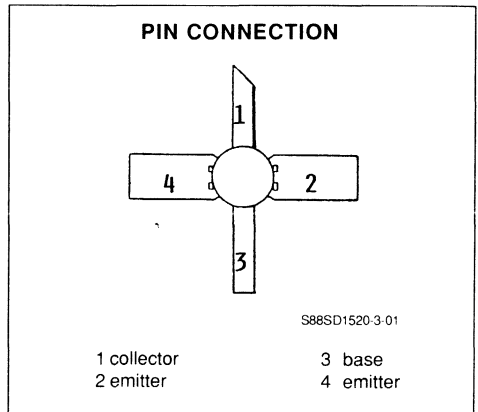 PIN CONNECTION
1
4
2
3
S88SD1520-3-01
1 collector
3 base
2 emitter
4 emitter